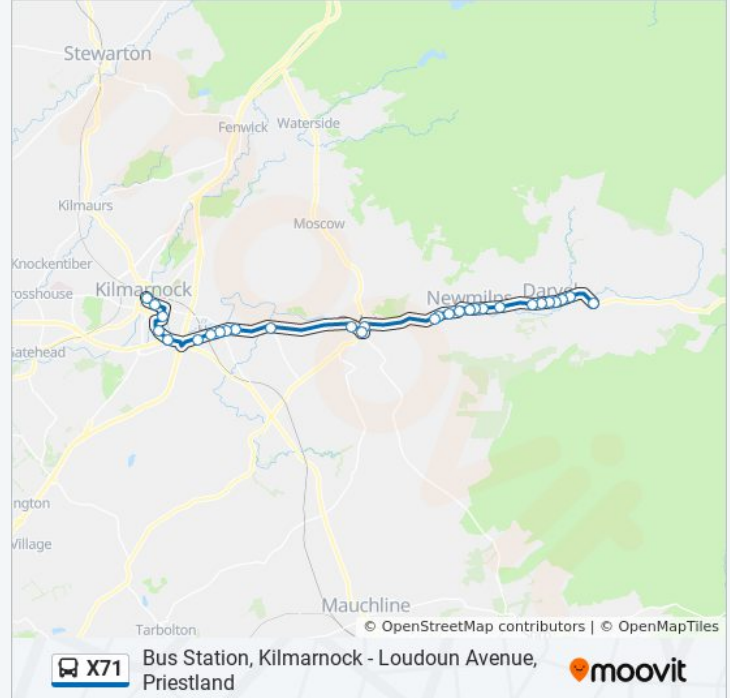 Stewarton
Fenwick
Waterside
Kilmaurs
Moscow
Knockentiber
rosshouse
Kilmarnock
Newmilns
Darvel
Gatehead
ngton
Village
Mauchline
Tarbolton
© OpenStreetMap contributors | © OpenMapTiles
X71
Bus Station, Kilmarnock - Loudoun Avenue,
Priestland
moovit